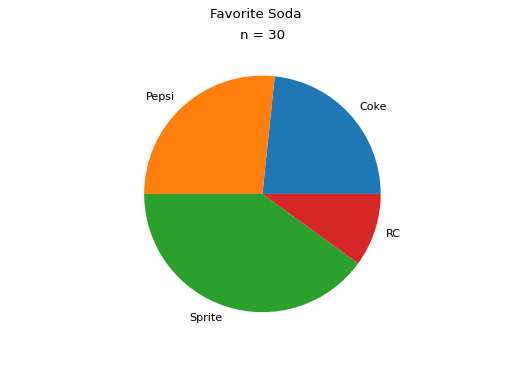 Favorite Soda
n = 30
Pepsi
Coke
RC
Sprite